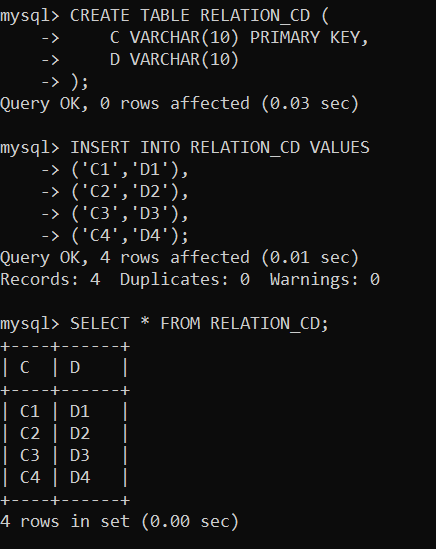 mysql> CREATE TABLE RELATION_CD (
    ->     C VARCHAR(10) PRIMARY KEY,
    ->     D VARCHAR(10)
    -> );
Query OK, 0 rows affected (0.03 sec)

mysql> INSERT INTO RELATION_CD VALUES
    -> ('C1','D1'),
    -> ('C2','D2'),
    -> ('C3','D3'),
    -> ('C4','D4');
Query OK, 4 rows affected (0.01 sec)
Records: 4  Duplicates: 0  Warnings: 0

mysql> SELECT * FROM RELATION_CD;
+----+------+
| C  | D    |
+----+------+
| C1 | D1   |
| C2 | D2   |
| C3 | D3   |
| C4 | D4   |
+----+------+
4 rows in set (0.00 sec)